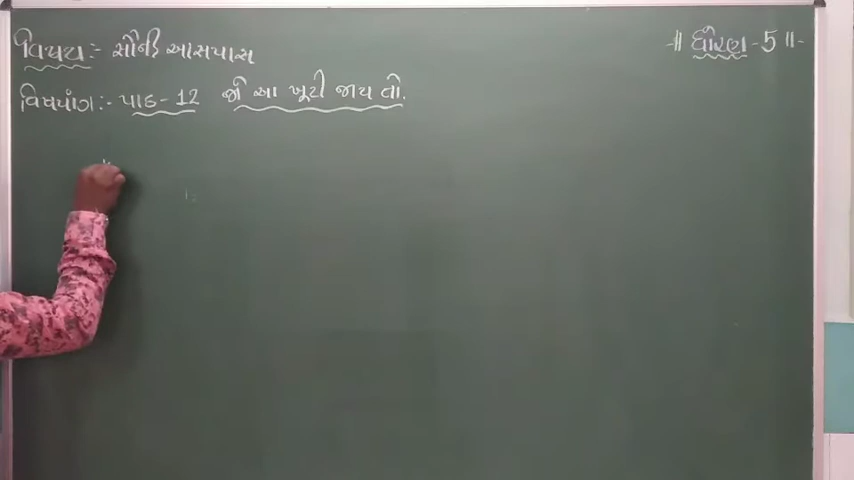 વિષય :- સૌની આસપાસ
॥ ધોરણ - 5 ॥
વિષયાંગ :- પાઠ - 12 જો આ ખૂટી જાય તો.